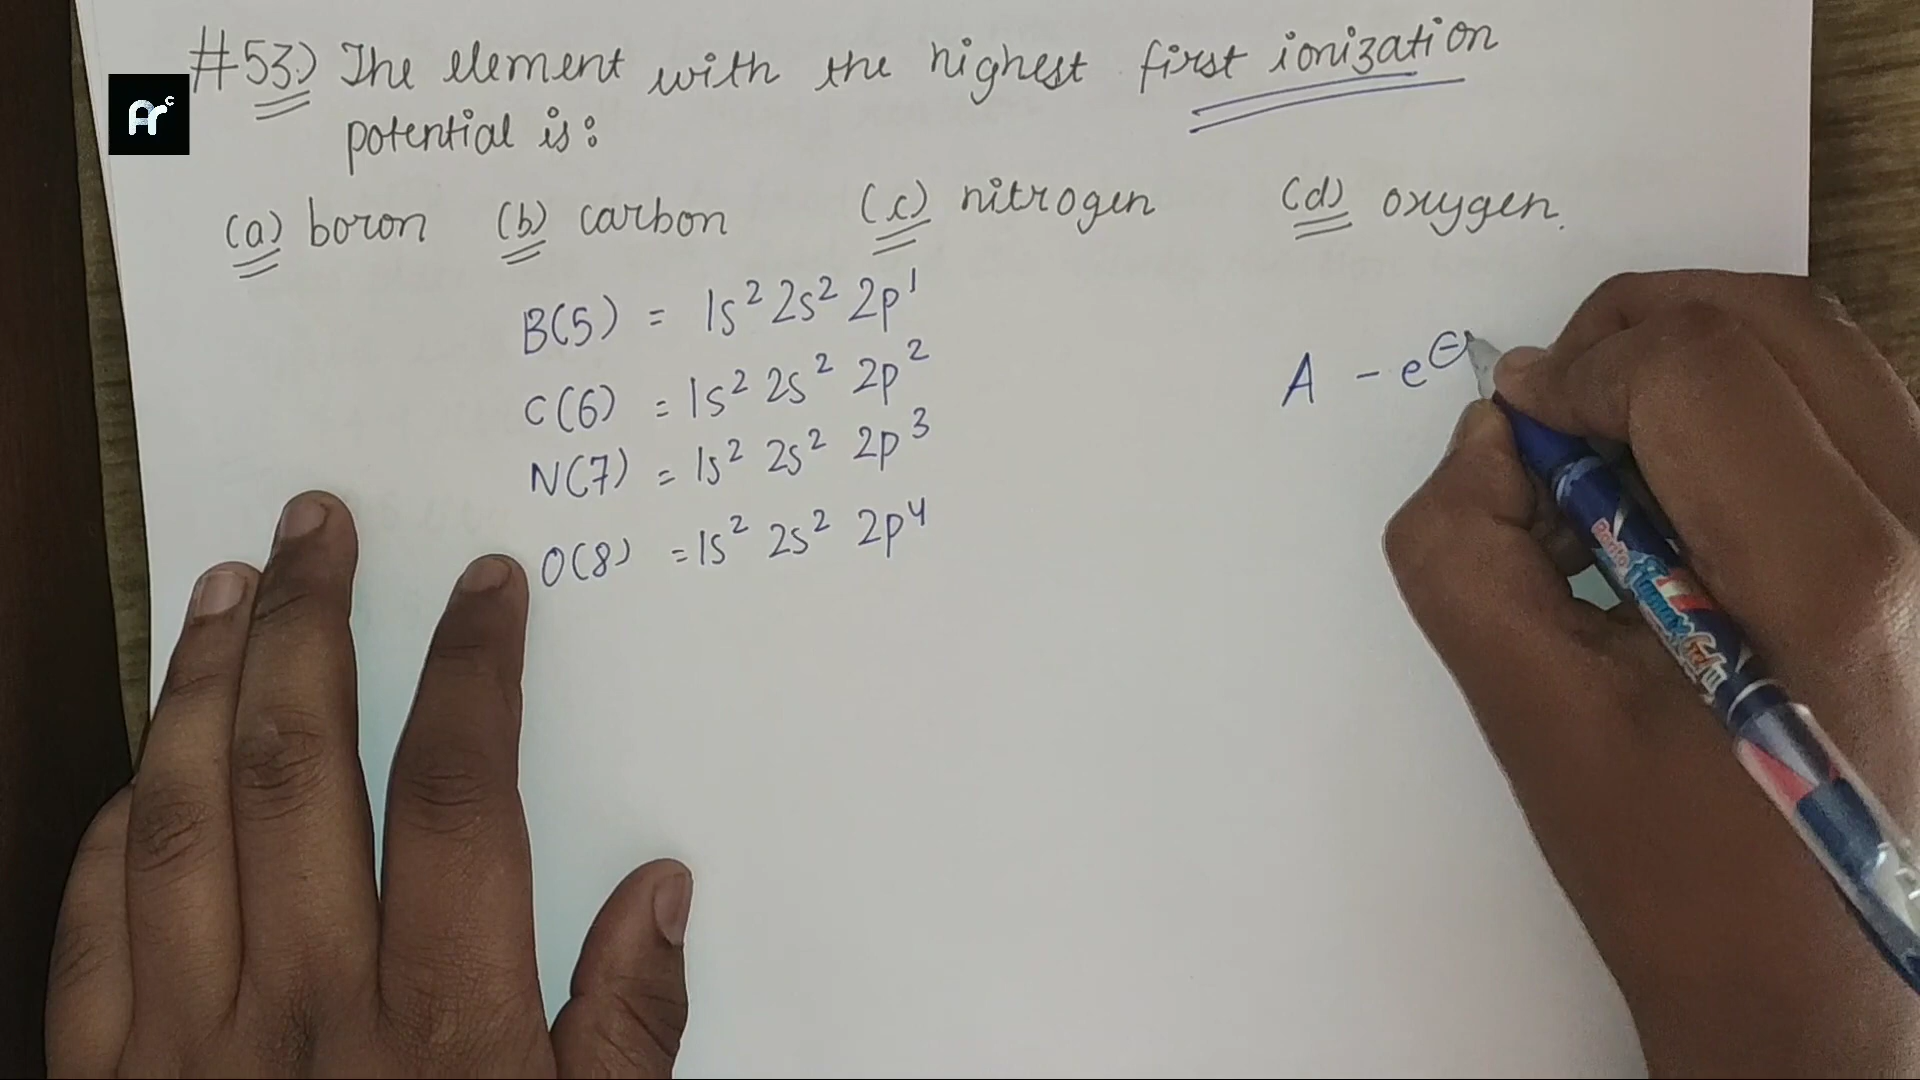 #53.) The element with the highest first ionization
Ar c
potential is:
(a) boron (b) carbon (c) nitrogen (d) oxygen.
B(5) = 1s² 2s² 2p¹
C(6) = 1s² 2s² 2p²
N(7) = 1s² 2s² 2p³
O(8) = 1s² 2s² 2p⁴
A - e⊖